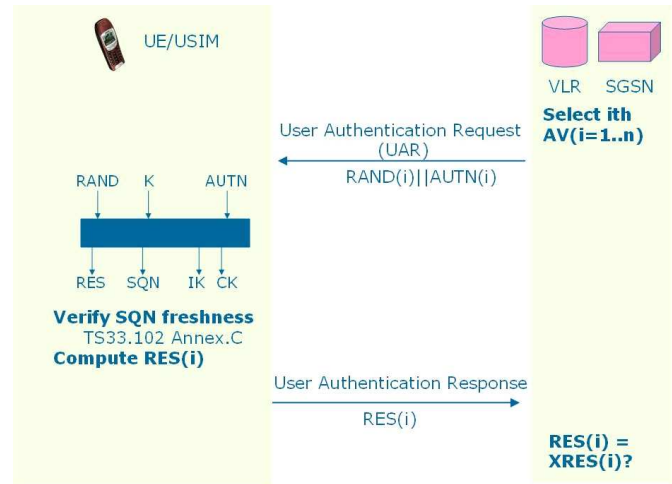 UE/USIM
VLR SGSN
Select ith
AV(i=1..n)
User Authentication Request
(UAR)
RAND(i)||AUTN(i)
RAND K AUTN
RES SQN IK CK
Verify SQN freshness
TS33.102 Annex.C
Compute RES(i)
User Authentication Response
RES(i)
RES(i) =
XRES(i)?